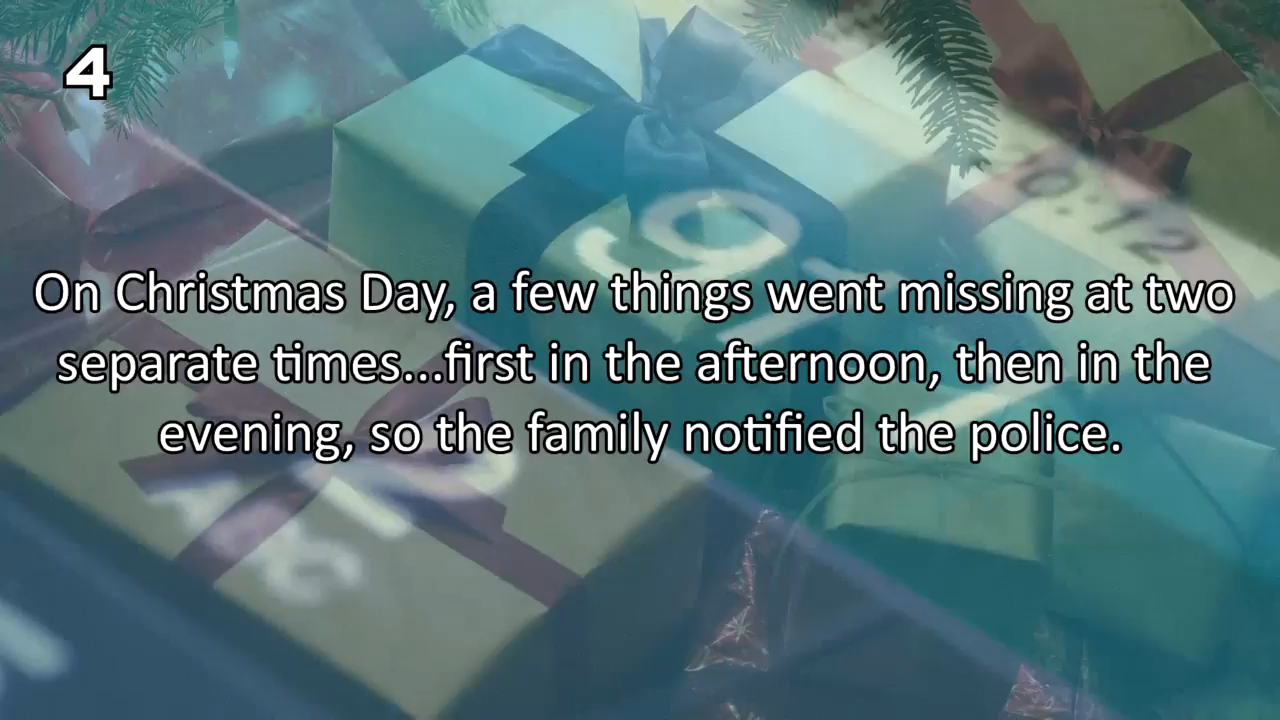 4
On Christmas Day, a few things went missing at two
separate times...first in the afternoon, then in the
evening, so the family notified the police.